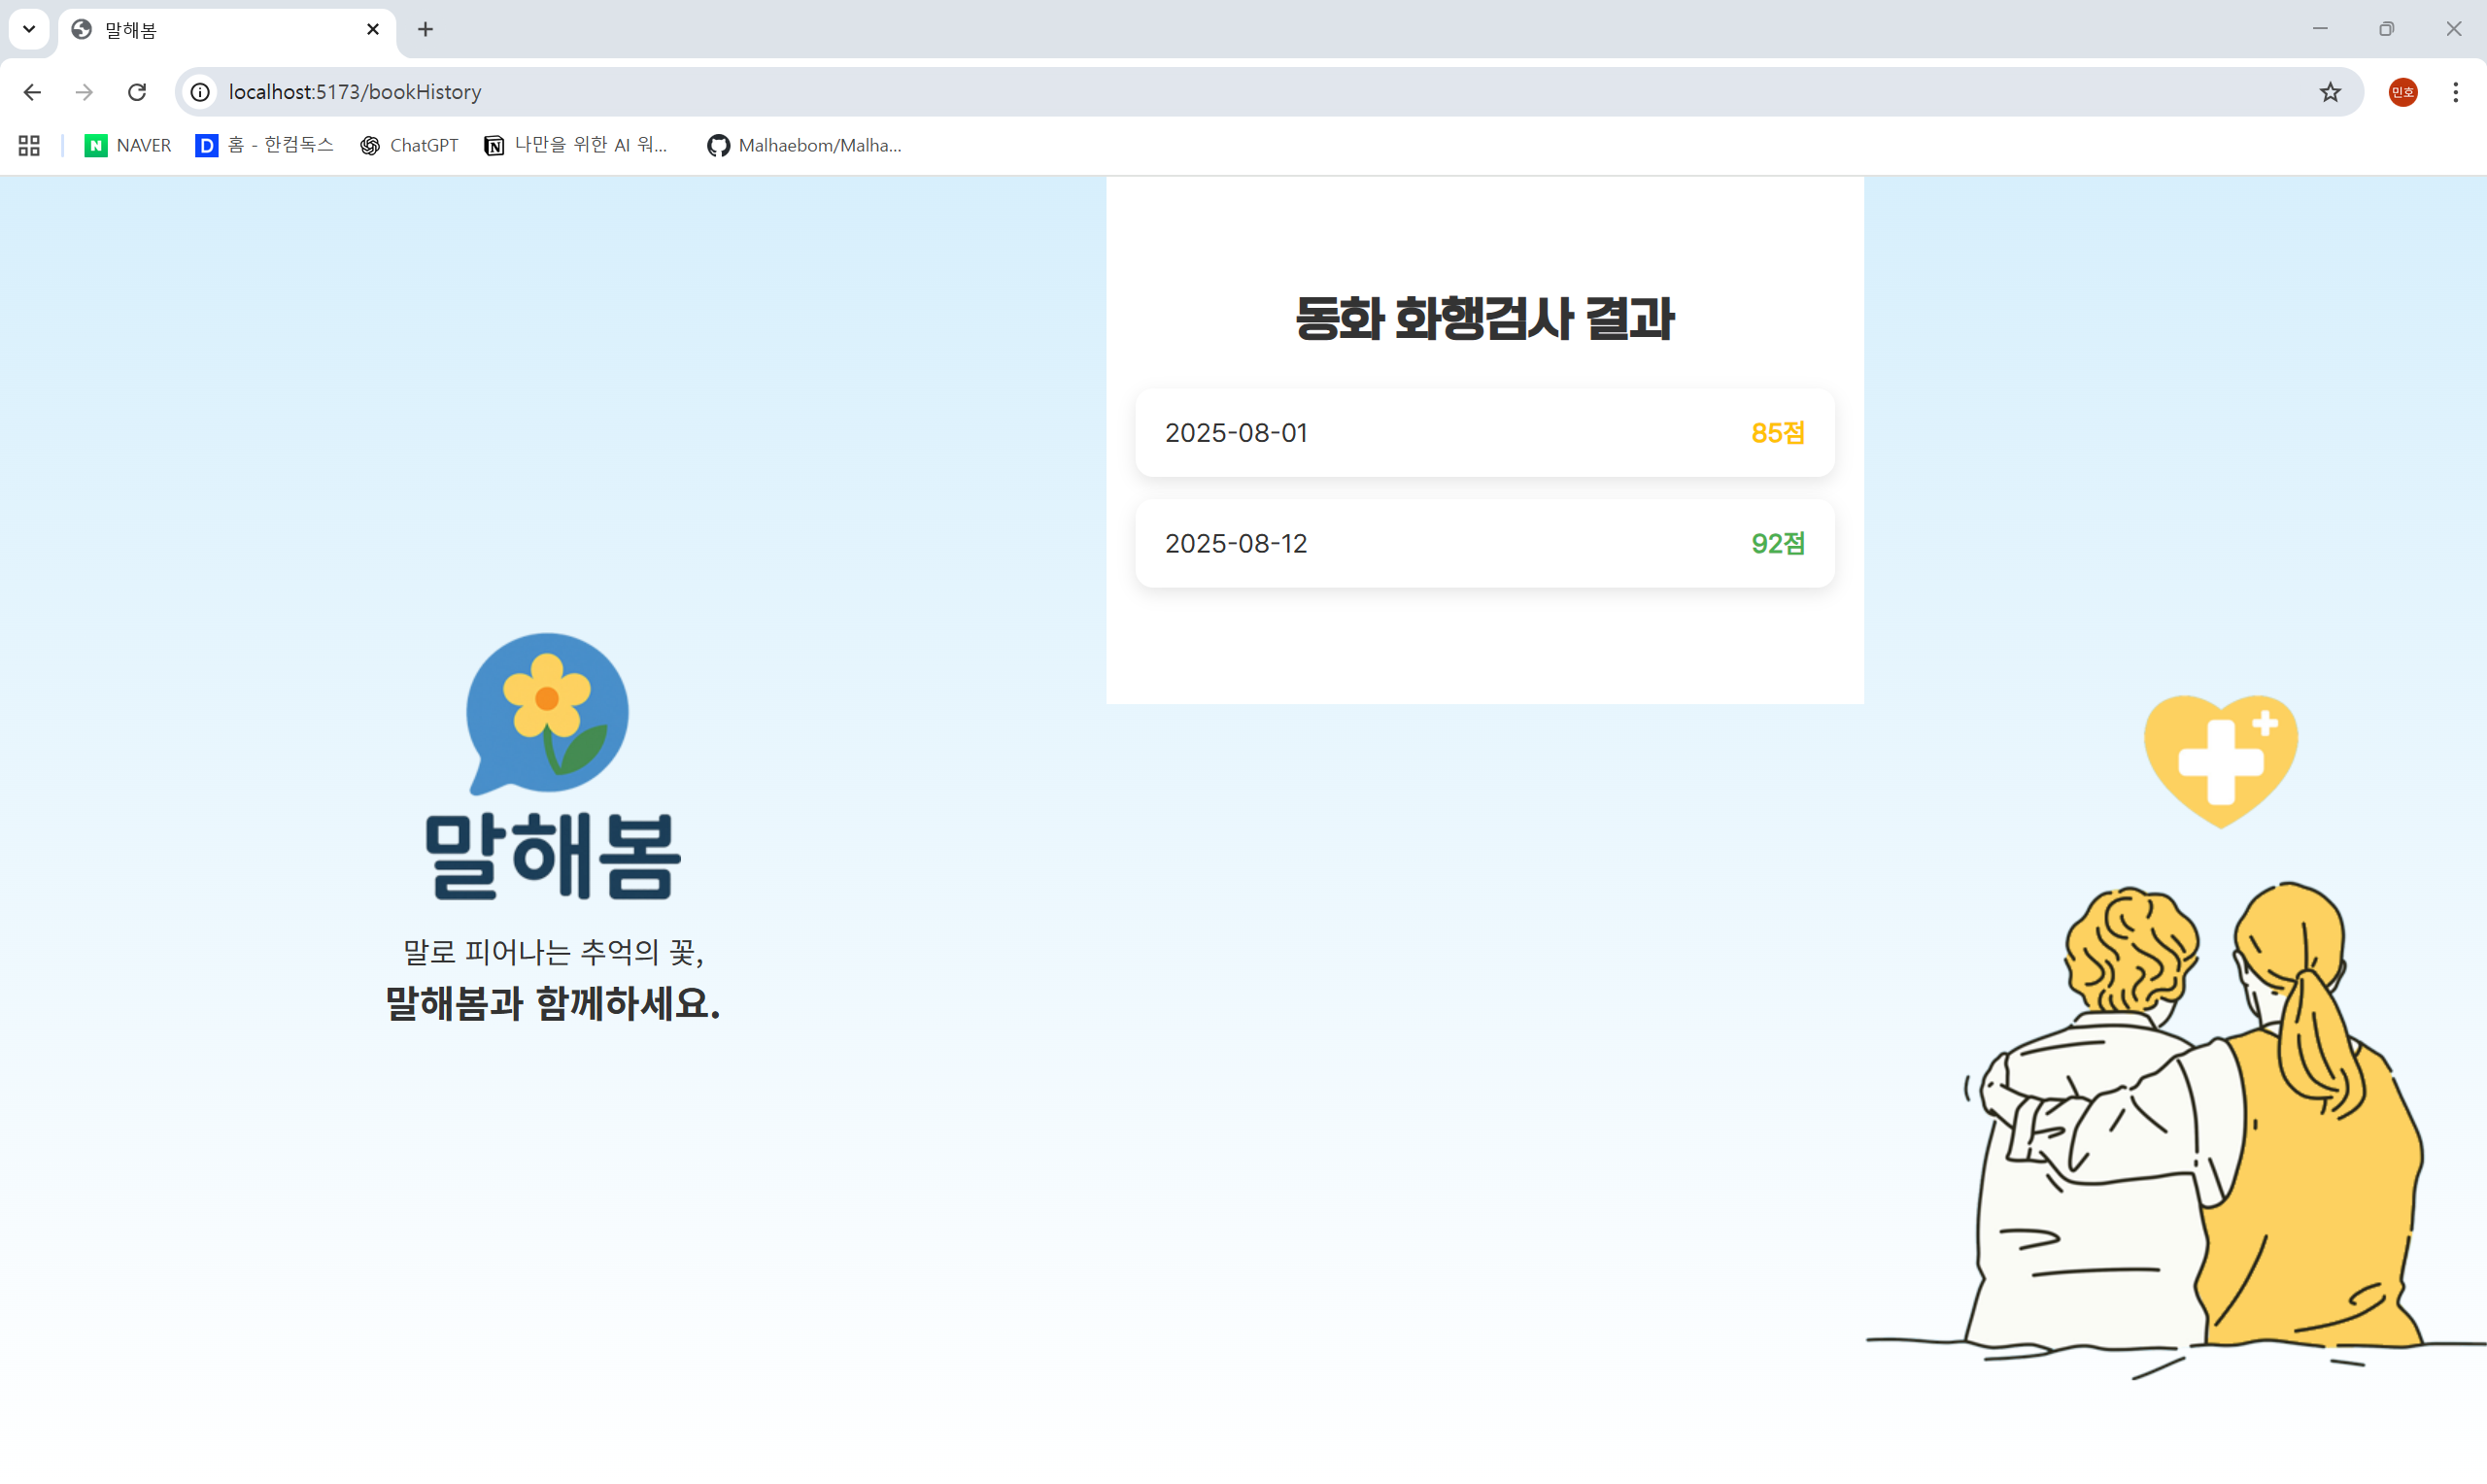 말해봄
localhost:5173/bookHistory
민호
NAVER
홈 - 한컴독스
ChatGPT
나만을 위한 AI 워...
Malhaebom/Malha...
동화 화행검사 결과
2025-08-01 85점
2025-08-12 92점
말해봄
말로 피어나는 추억의 꽃,
말해봄과 함께하세요.